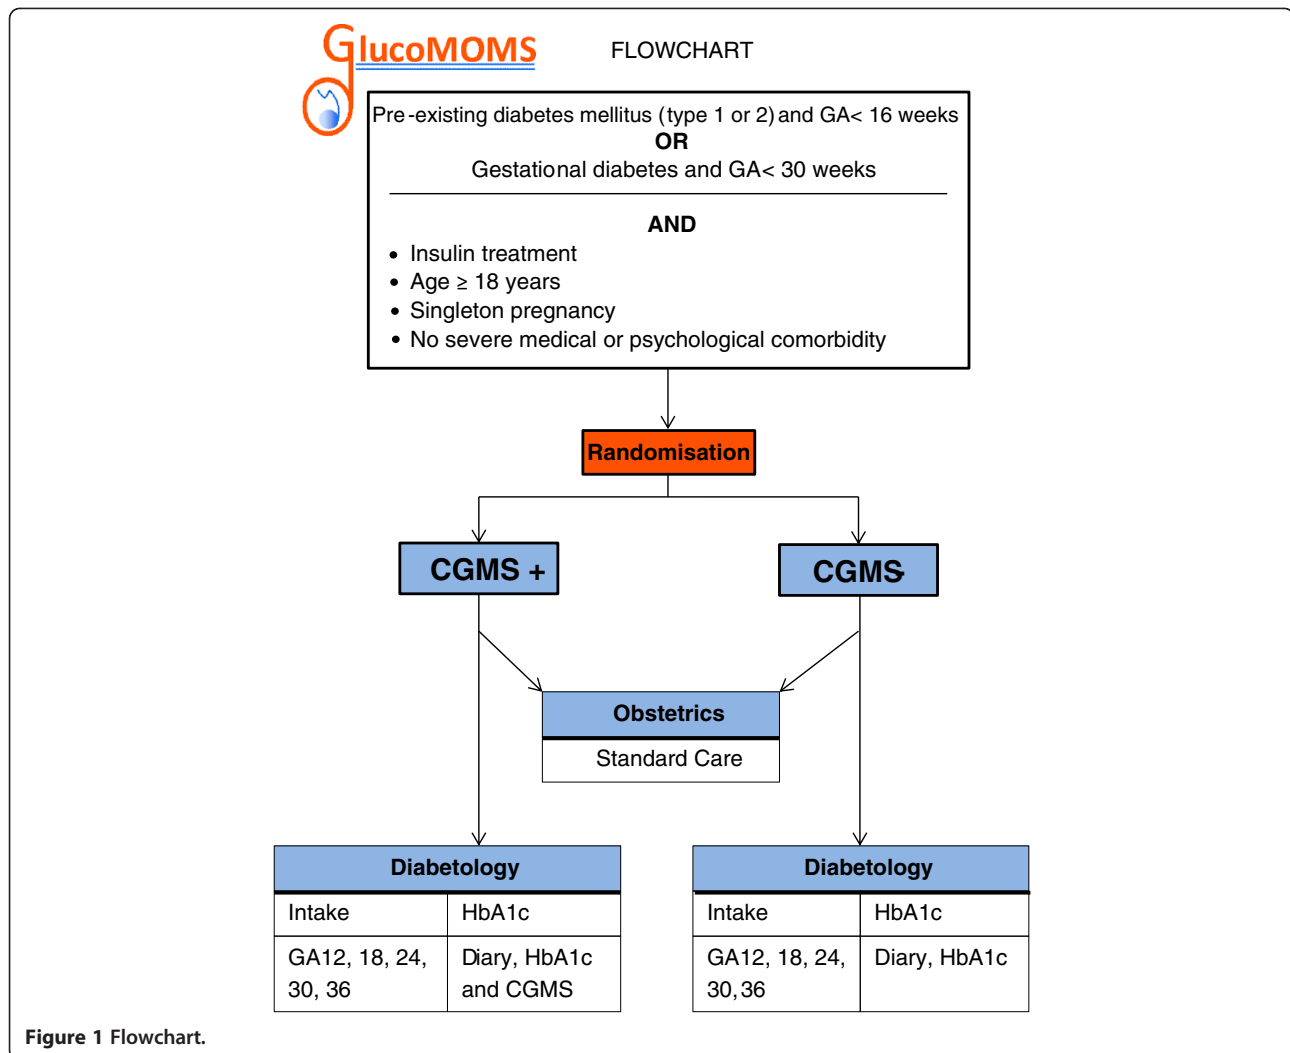 GlucoMOMS
FLOWCHART
Pre-existing diabetes mellitus (type 1 or 2) and GA< 16 weeks
OR
Gestational diabetes and GA< 30 weeks
AND
• Insulin treatment
• Age ≥ 18 years
• Singleton pregnancy
• No severe medical or psychological comorbidity
Randomisation
CGMS +
CGMS-
Obstetrics
Standard Care
Diabetology
Intake
HbA1c
GA12, 18, 24,
30, 36
Diary, HbA1c
and CGMS
Diabetology
Intake
HbA1c
GA12, 18, 24,
30,36
Diary, HbA1c
Figure 1 Flowchart.